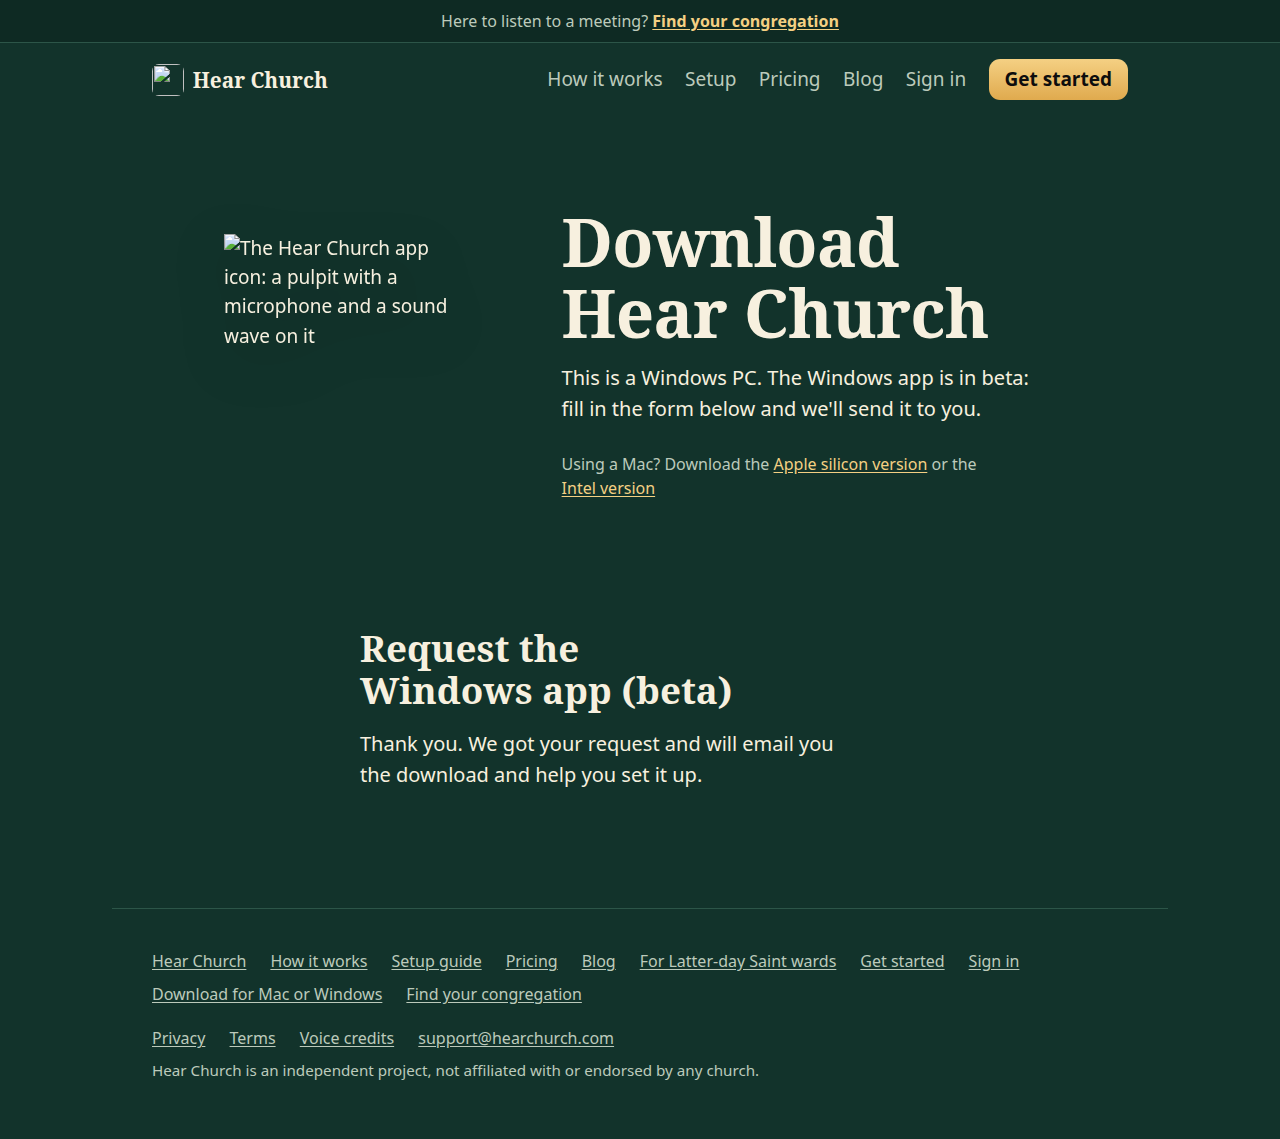 Here to listen to a meeting? Find your congregation
Hear Church
How it works Setup Pricing Blog Sign in Get started
The Hear Church app
icon: a pulpit with a
microphone and a sound
wave on it
Download
Hear Church
This is a Windows PC. The Windows app is in beta:
fill in the form below and we'll send it to you.
Using a Mac? Download the Apple silicon version or the
Intel version
Request the
Windows app (beta)
Thank you. We got your request and will email you
the download and help you set it up.
Hear Church How it works Setup guide Pricing Blog For Latter-day Saint wards Get started Sign in
Download for Mac or Windows Find your congregation
Privacy Terms Voice credits support@hearchurch.com
Hear Church is an independent project, not affiliated with or endorsed by any church.